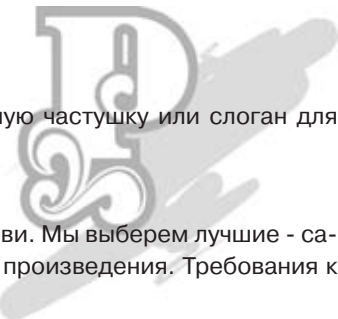 ную частушку или слоган для
ви. Мы выберем лучшие - са-
произведения. Требования к